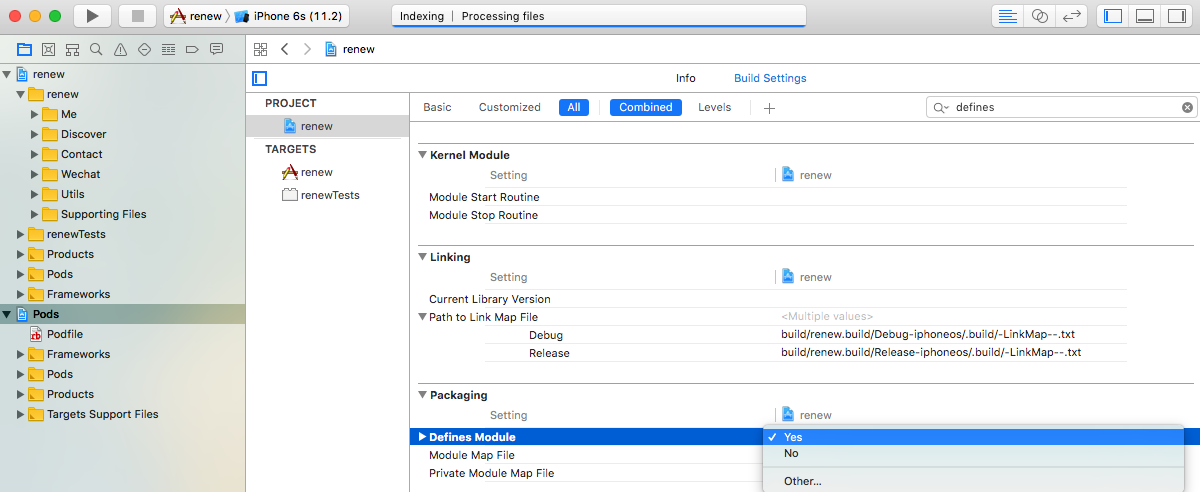 renew
iPhone 6s (11.2)
Indexing | Processing files
renew
renew
Me
Discover
Contact
Wechat
Utils
Supporting Files
renewTests
Products
Pods
Frameworks
Pods
Podfile
Frameworks
Pods
Products
Targets Support Files
renew
Info
Build Settings
PROJECT
renew
TARGETS
renew
renewTests
Basic
Customized
All
Combined
Levels
defines
Kernel Module
Setting
renew
Module Start Routine
Module Stop Routine
Linking
Setting
renew
Current Library Version
Path to Link Map File
<Multiple values>
Debug
build/renew.build/Debug-iphoneos/.build/-LinkMap--.txt
Release
build/renew.build/Release-iphoneos/.build/-LinkMap--.txt
Packaging
Setting
renew
Defines Module
Yes
Module Map File
No
Private Module Map File
Other...